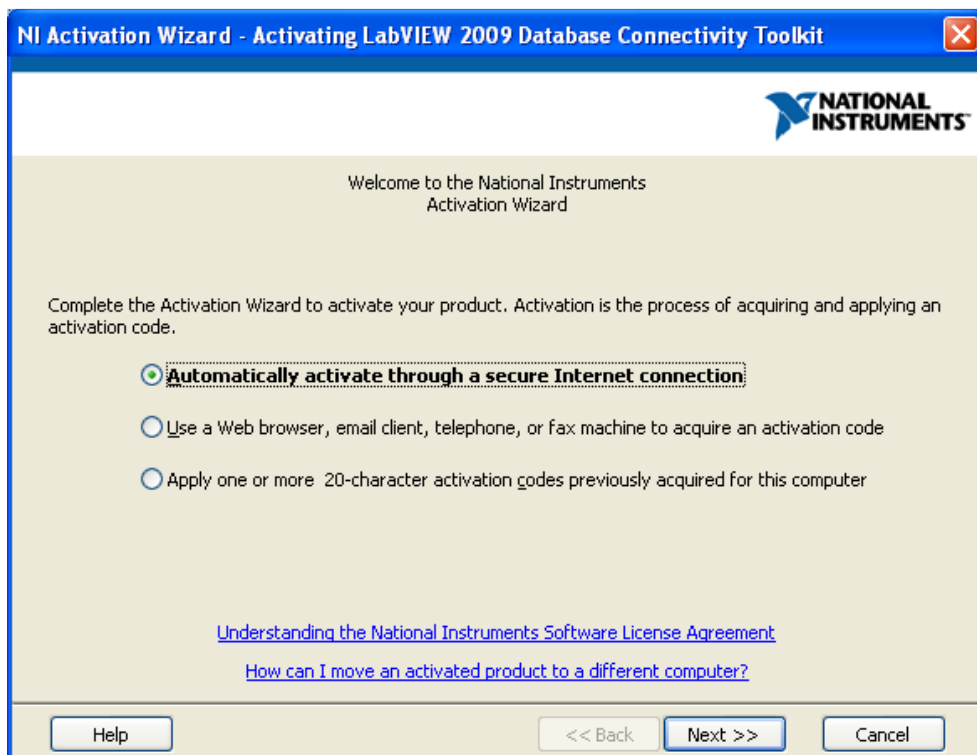 NI Activation Wizard - Activating LabVIEW 2009 Database Connectivity Toolkit
NATIONAL
INSTRUMENTS™
Welcome to the National Instruments
Activation Wizard
Complete the Activation Wizard to activate your product. Activation is the process of acquiring and applying an
activation code.
Automatically activate through a secure Internet connection
Use a Web browser, email client, telephone, or fax machine to acquire an activation code
Apply one or more  20-character activation codes previously acquired for this computer
Understanding the National Instruments Software License Agreement
How can I move an activated product to a different computer?
Help
<< Back
Next >>
Cancel